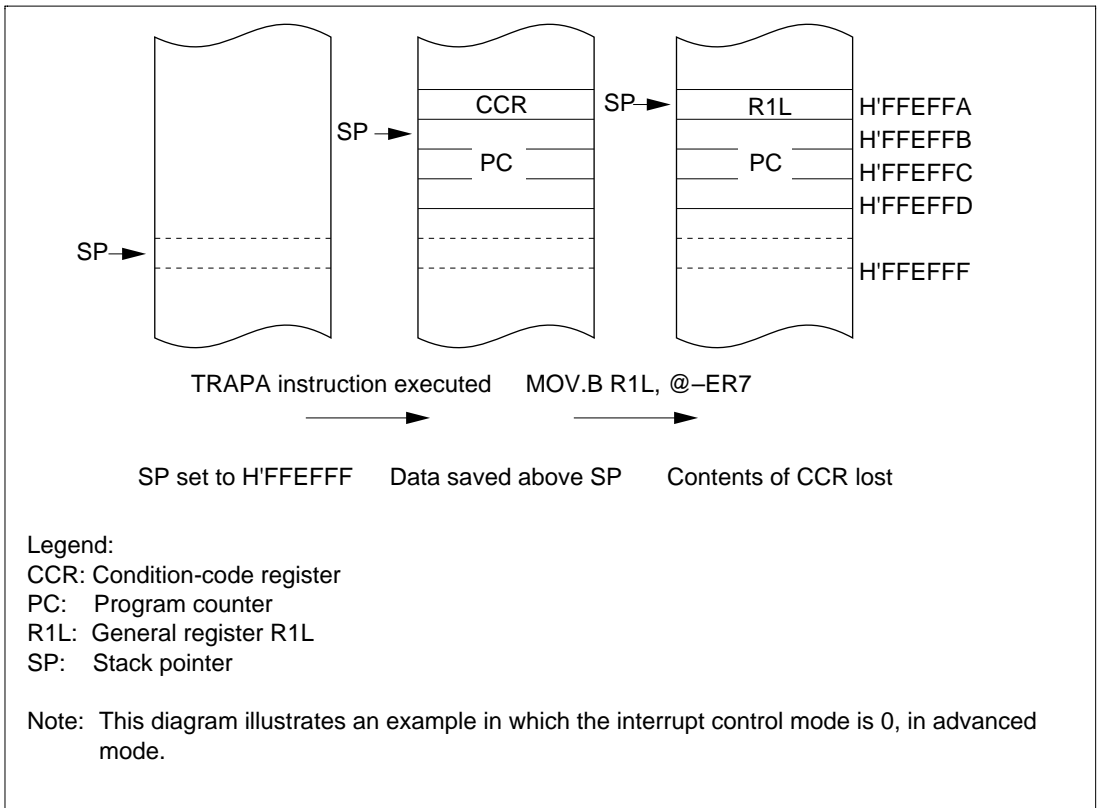 CCR
SP
R1L
H'FFEFFA
SP
H'FFEFFB
PC
PC
H'FFEFFC
H'FFEFFD
SP
H'FFEFFF
TRAPA instruction executed
MOV.B R1L, @–ER7
SP set to H'FFEFFF
Data saved above SP
Contents of CCR lost
Legend:
CCR: Condition-code register
PC: Program counter
R1L: General register R1L
SP: Stack pointer
Note: This diagram illustrates an example in which the interrupt control mode is 0, in advanced
mode.